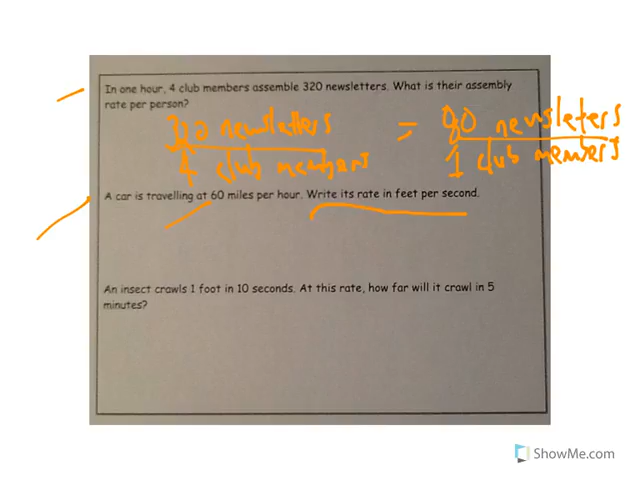 In one hour, 4 club members assemble 320 newsletters. What is their assembly
rate per person?
320 newsletters = 80 newsleters
4 club members 1 club members
A car is travelling at 60 miles per hour. Write its rate in feet per second.
An insect crawls 1 foot in 10 seconds. At this rate, how far will it crawl in 5
minutes?
ShowMe.com